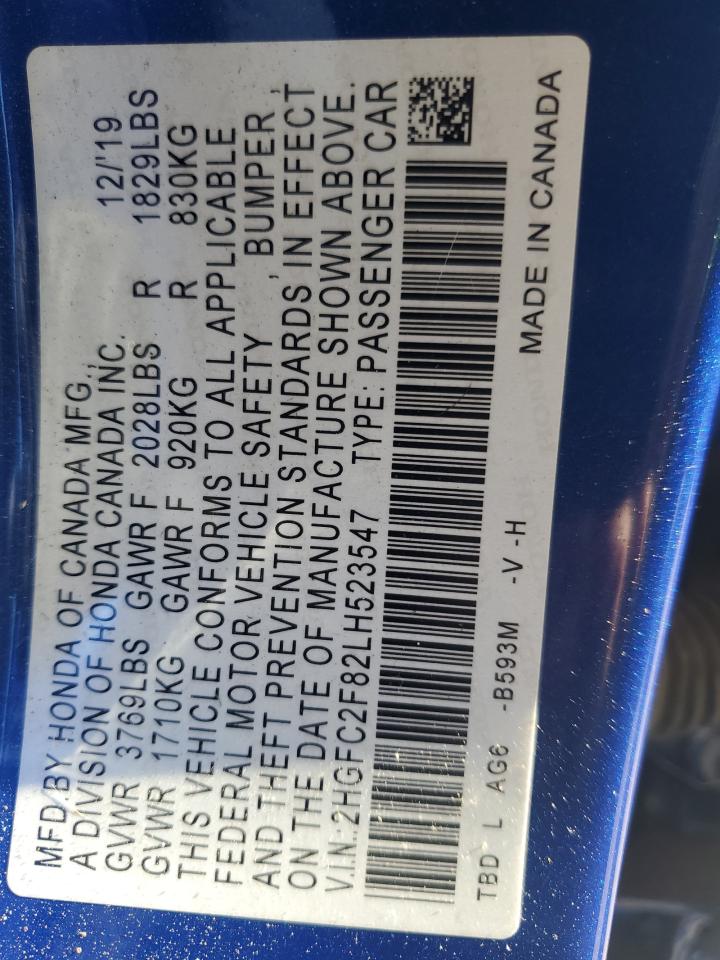 MFD BY HONDA OF CANADA MFG., 12/'19
A DIVISION OF HONDA CANADA INC.
GVWR 3769LBS GAWR F 2028LBS R 1829LBS
GVWR 1710KG GAWR F 920KG R 830KG
THIS VEHICLE CONFORMS TO ALL APPLICABLE
FEDERAL MOTOR VEHICLE SAFETY , BUMPER ,
AND THEFT PREVENTION STANDARDS IN EFFECT
ON THE DATE OF MANUFACTURE SHOWN ABOVE.
V.I.N.:2HGFC2F82LH523547 TYPE: PASSENGER CAR
TBD L AG6 -B593M -V -H MADE IN CANADA